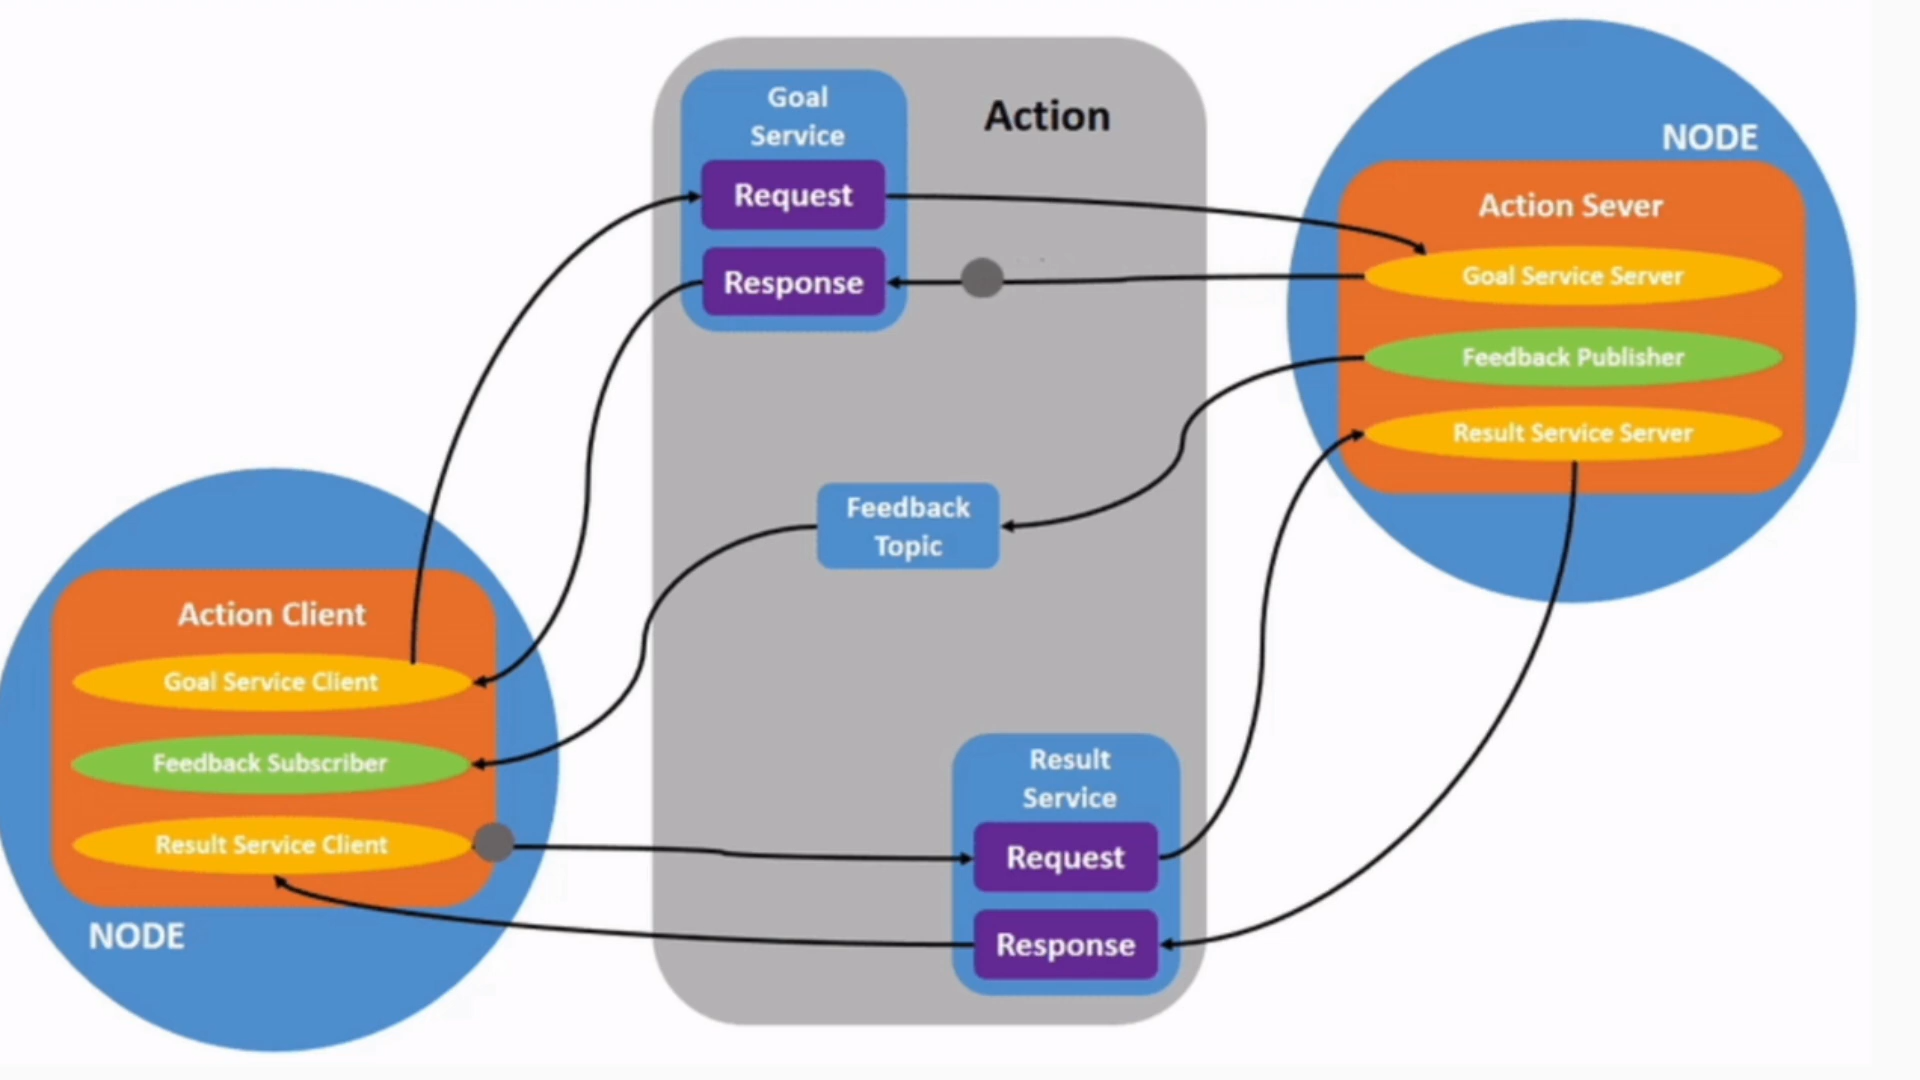 Goal
Service
Request
Response
Action
NODE
Action Sever
Goal Service Server
Feedback Publisher
Result Service Server
Feedback
Topic
Action Client
Goal Service Client
Feedback Subscriber
Result Service Client
NODE
Result
Service
Request
Response